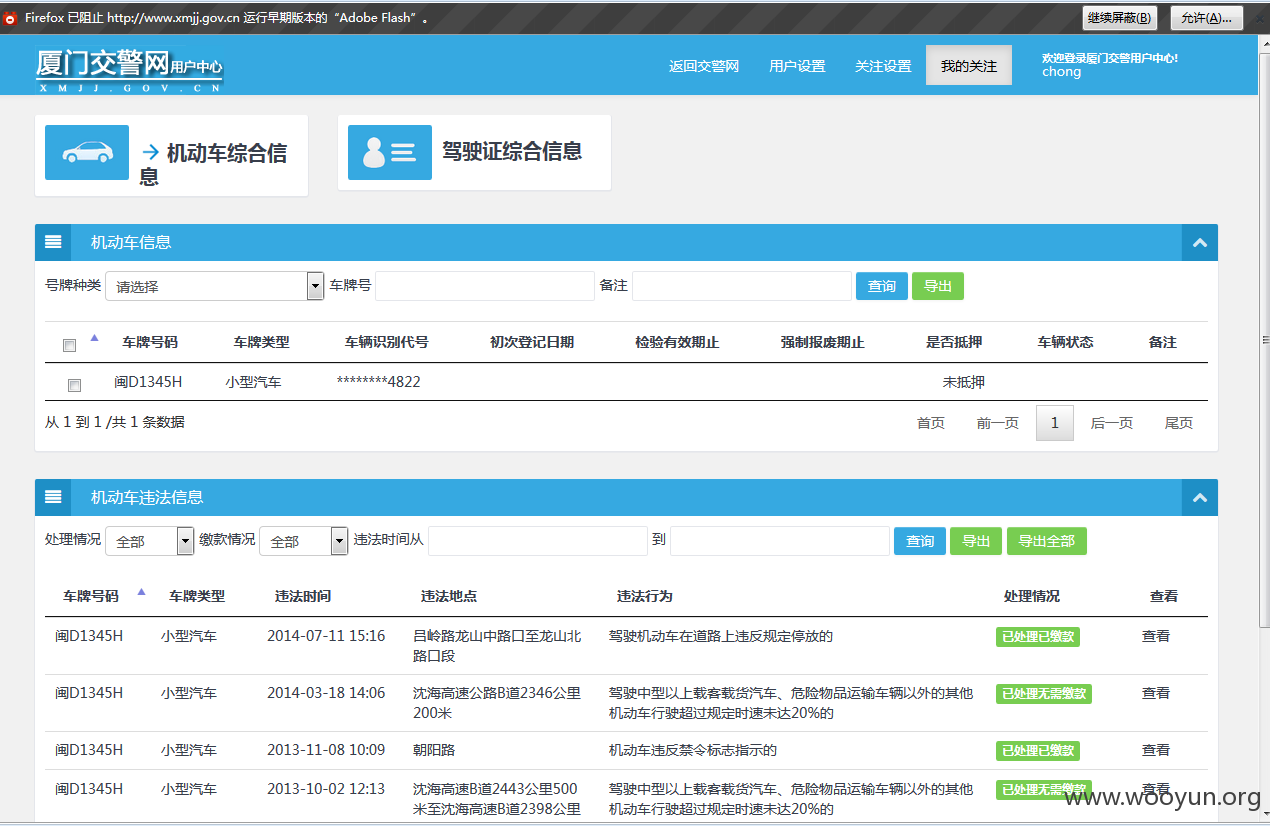 Firefox 已阻止 http://www.xmjj.gov.cn 运行早期版本的“Adobe Flash”。 继续屏蔽(B) 允许(A)...
厦门交警网用户中心 返回交警网 用户设置 关注设置 我的关注 欢迎登录厦门交警用户中心!
XMJJ.GOV.CN chong
机动车综合信息 驾驶证综合信息
机动车信息
号牌种类 请选择 车牌号 备注 查询 导出
车牌号码 车牌类型 车辆识别代号 初次登记日期 检验有效期止 强制报废期止 是否抵押 车辆状态 备注
闽D1345H 小型汽车 ********4822 未抵押
从 1 到 1 /共 1 条数据 首页 前一页 1 后一页 尾页
机动车违法信息
处理情况 全部 缴款情况 全部 违法时间从 到 查询 导出 导出全部
车牌号码 车牌类型 违法时间 违法地点 违法行为 处理情况 查看
闽D1345H 小型汽车 2014-07-11 15:16 吕岭路龙山中路口至龙山北 驾驶机动车在道路上违反规定停放的 已处理已缴款 查看
路口段
闽D1345H 小型汽车 2014-03-18 14:06 沈海高速公路B道2346公里 驾驶中型以上载客载货汽车、危险物品运输车辆以外的其他 已处理无需缴款 查看
200米 机动车行驶超过规定时速未达20%的
闽D1345H 小型汽车 2013-11-08 10:09 朝阳路 机动车违反禁令标志指示的 已处理已缴款 查看
闽D1345H 小型汽车 2013-10-02 12:13 沈海高速B道2443公里500 驾驶中型以上载客载货汽车、危险物品运输车辆以外的其他 已处理无需缴款 查看
米至沈海高速B道2398公里 机动车行驶超过规定时速未达20%的
www.wooyun.org